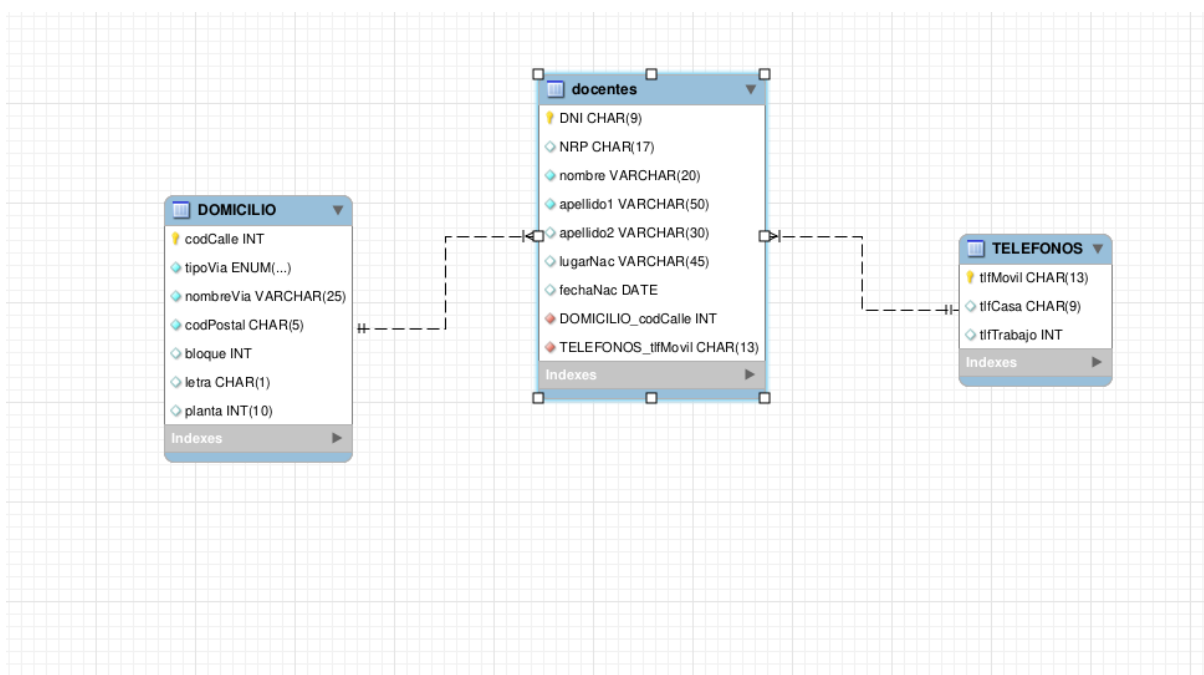 docentes
DNI CHAR(9)
NRP CHAR(17)
nombre VARCHAR(20)
apellido1 VARCHAR(50)
apellido2 VARCHAR(30)
lugarNac VARCHAR(45)
fechaNac DATE
DOMICILIO_codCalle INT
TELEFONOS_tlfMovil CHAR(13)
Indexes
DOMICILIO
codCalle INT
tipoVia ENUM(...)
nombreVia VARCHAR(25)
codPostal CHAR(5)
bloque INT
letra CHAR(1)
planta INT(10)
Indexes
TELEFONOS
tlfMovil CHAR(13)
tlfCasa CHAR(9)
tlfTrabajo INT
Indexes